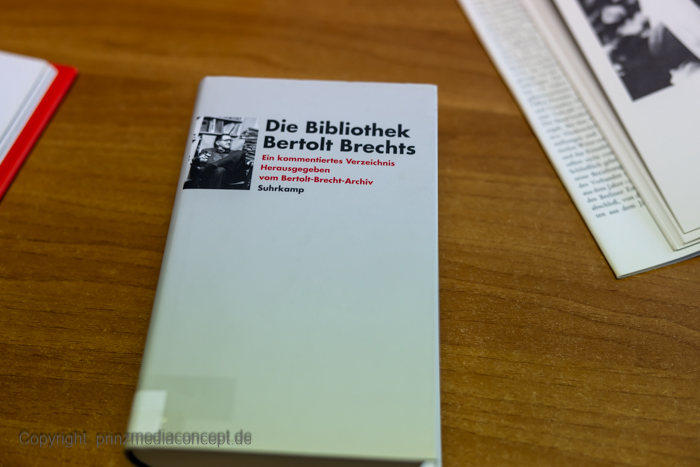 Die Bibliothek
Bertolt Brechts
Ein kommentiertes Verzeichnis
Herausgegeben
vom Bertolt-Brecht-Archiv
Suhrkamp
Copyright: prinzmediaconcept.de